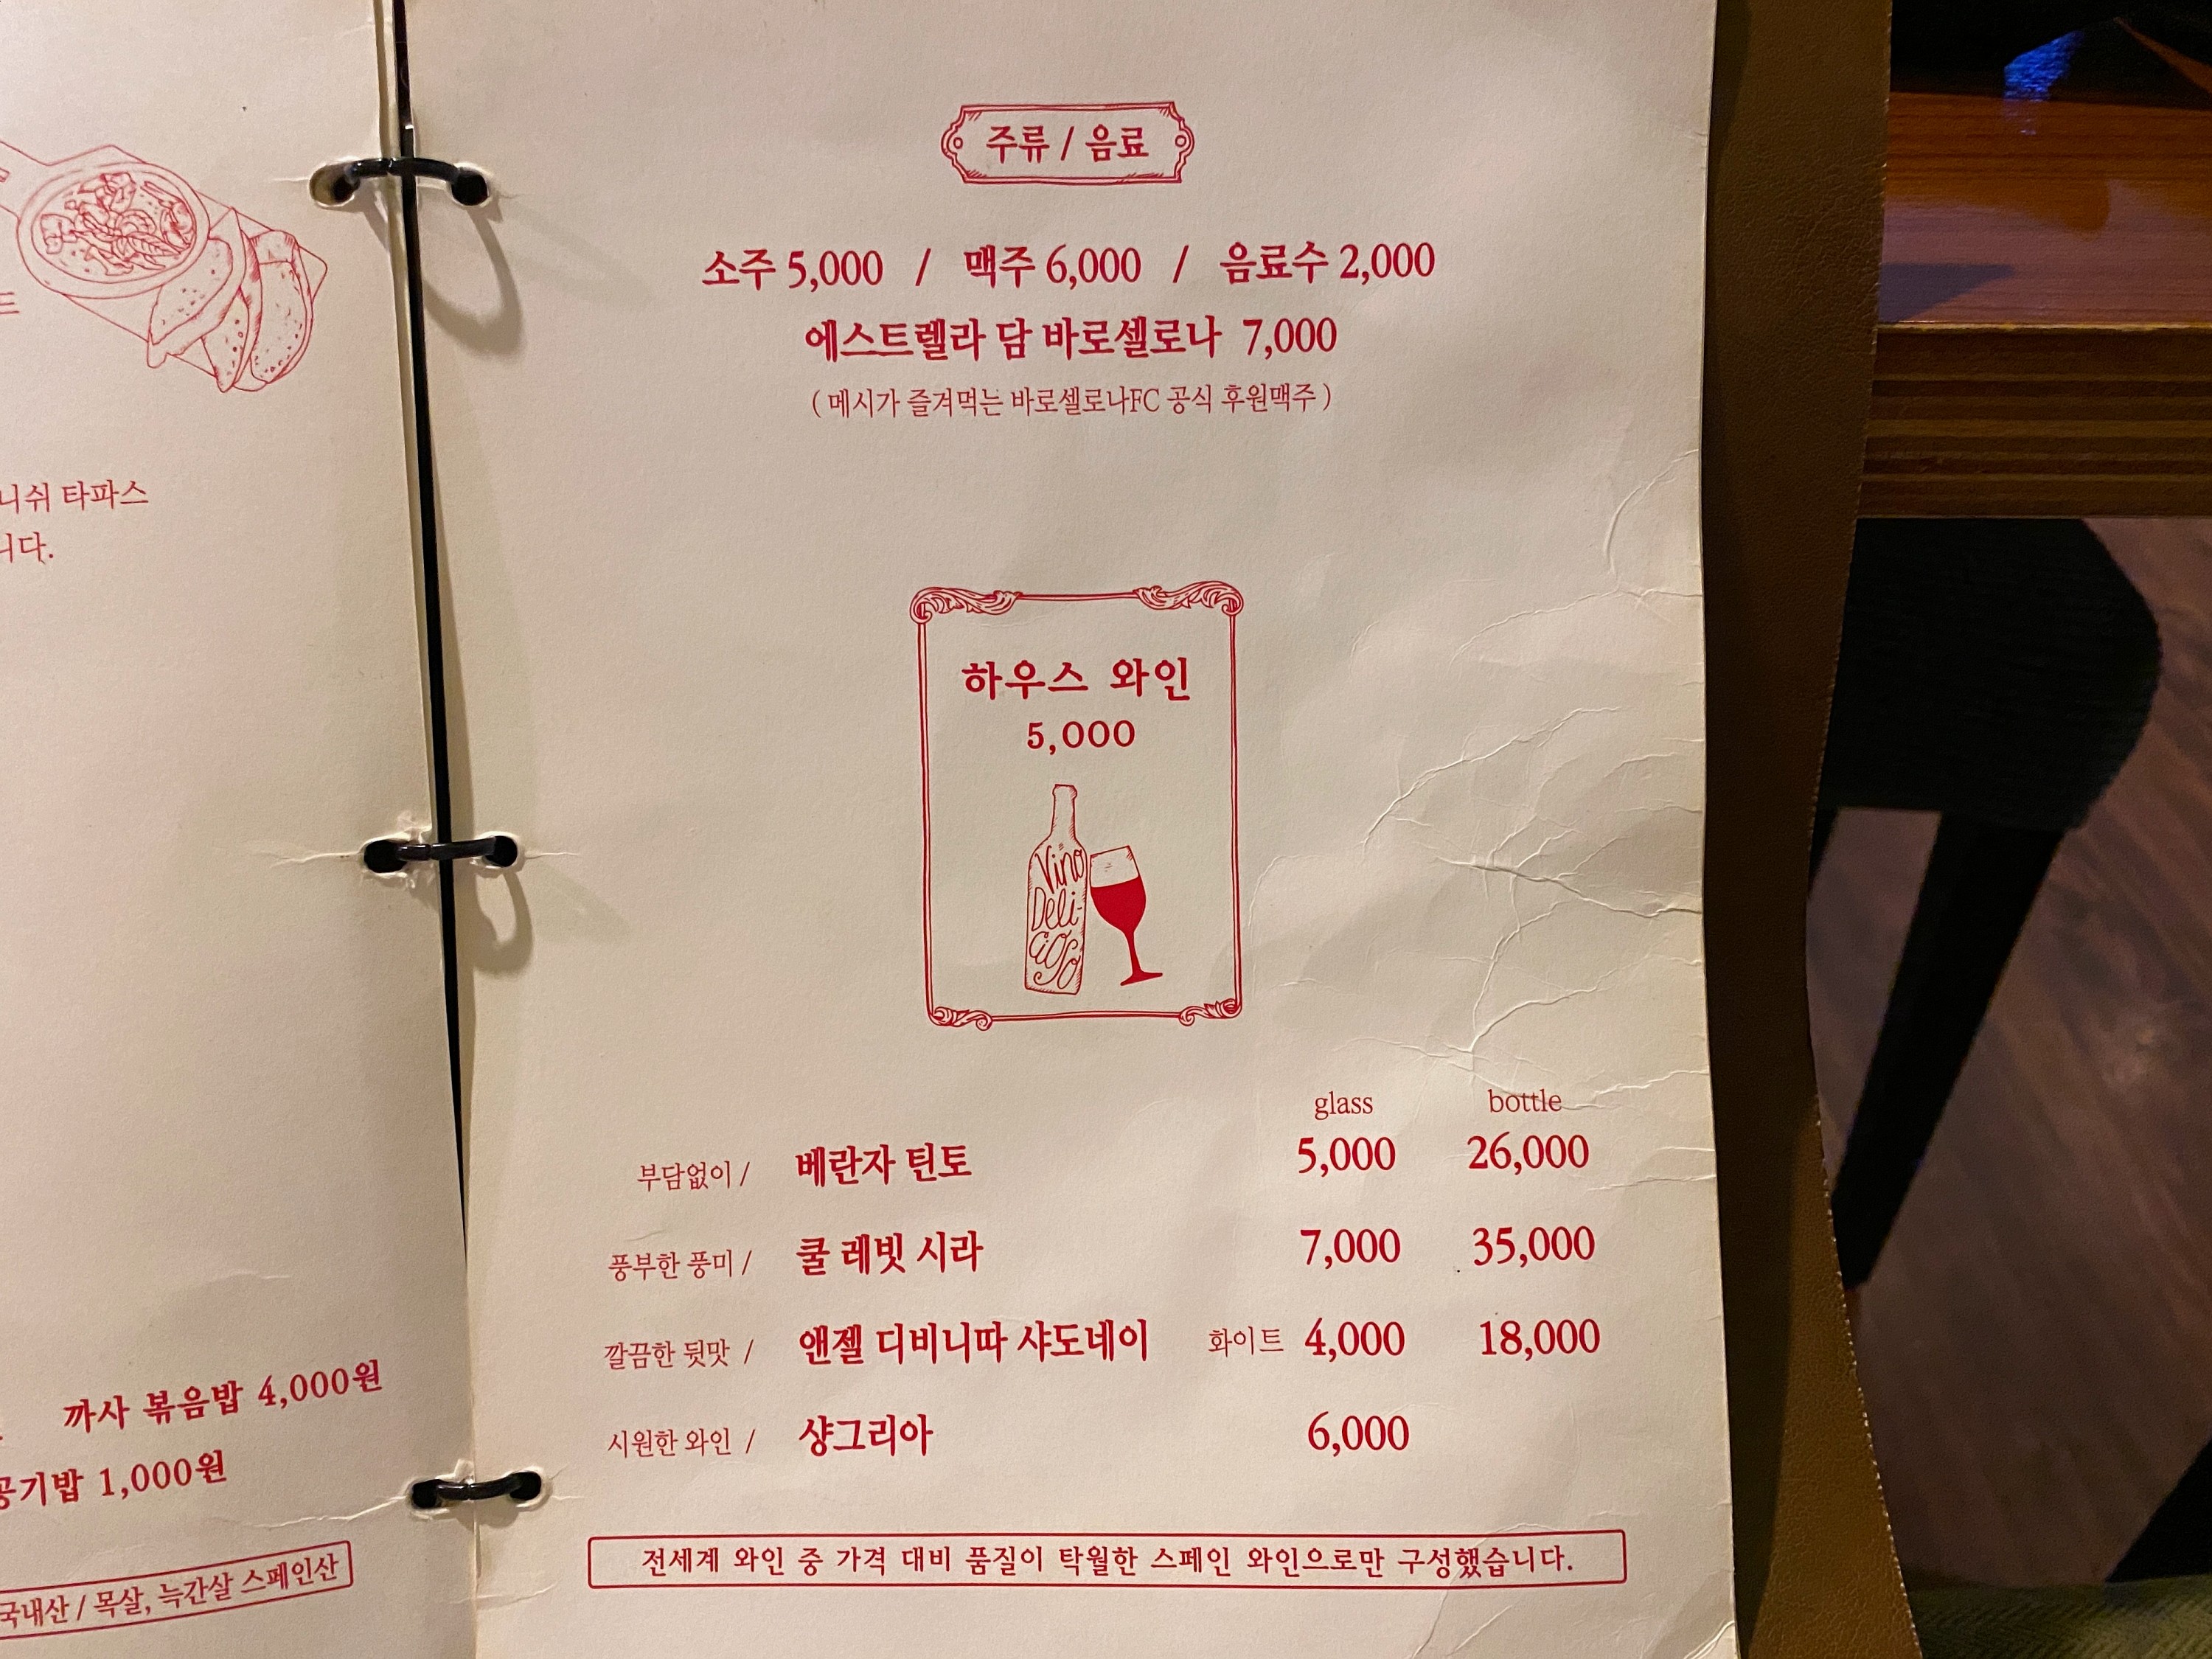 니쉬 타파스
니다.
까사 볶음밥 4,000원
공기밥 1,000원
국내산 / 목살, 늑간살 스페인산
주류 / 음료
소주 5,000 / 맥주 6,000 / 음료수 2,000
에스트렐라 담 바로셀로나 7,000
( 메시가 즐겨먹는 바로셀로나FC 공식 후원맥주 )
하우스 와인
5,000
Vino
Deli-
cioso
glass bottle
부담없이 / 베란자 틴토 5,000 26,000
풍부한 풍미 / 쿨 레빗 시라 7,000 35,000
깔끔한 뒷맛 / 앤젤 디비니따 샤도네이 화이트 4,000 18,000
시원한 와인 / 샹그리아 6,000
전세계 와인 중 가격 대비 품질이 탁월한 스페인 와인으로만 구성했습니다.